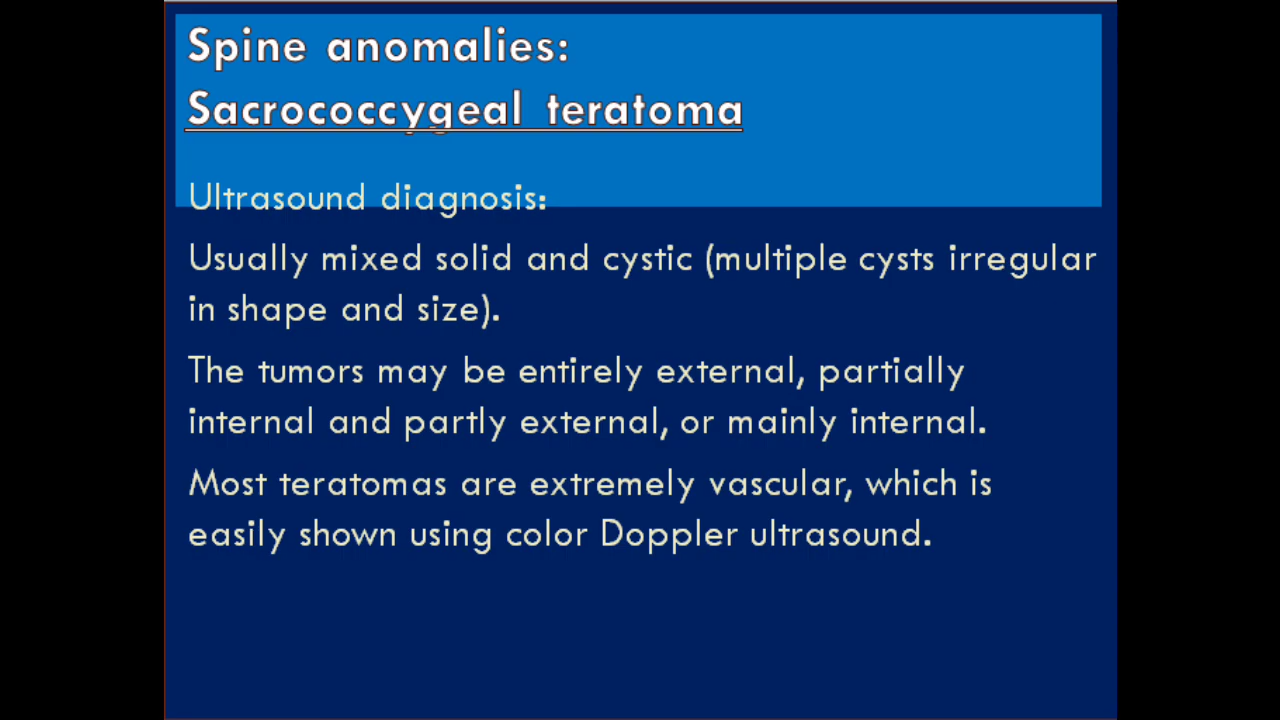 Spine anomalies:
Sacrococcygeal teratoma
Ultrasound diagnosis:
Usually mixed solid and cystic (multiple cysts irregular
in shape and size).
The tumors may be entirely external, partially
internal and partly external, or mainly internal.
Most teratomas are extremely vascular, which is
easily shown using color Doppler ultrasound.